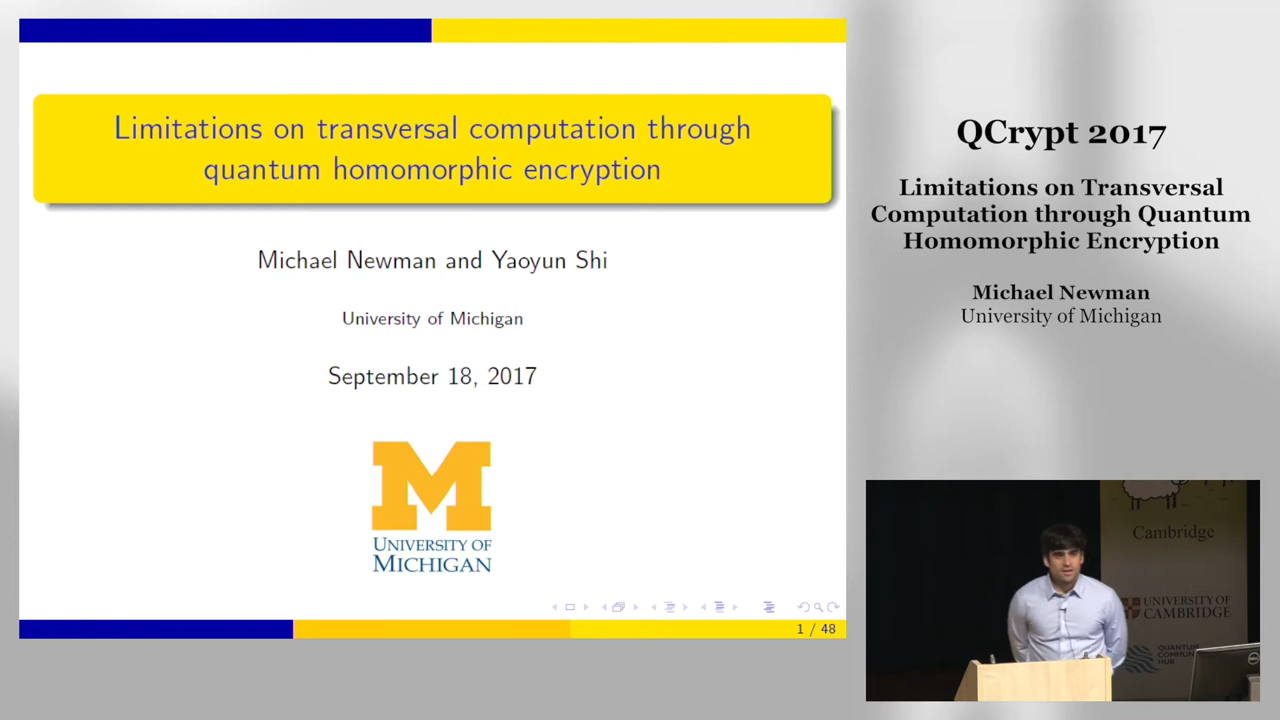 Limitations on transversal computation through
quantum homomorphic encryption
Michael Newman and Yaoyun Shi
University of Michigan
September 18, 2017
M
UNIVERSITY OF
MICHIGAN
1 / 48
QCrypt 2017
Limitations on Transversal
Computation through Quantum
Homomorphic Encryption
Michael Newman
University of Michigan
Cambridge
UNIVERSITY OF
CAMBRIDGE
QUANTUM
HUB